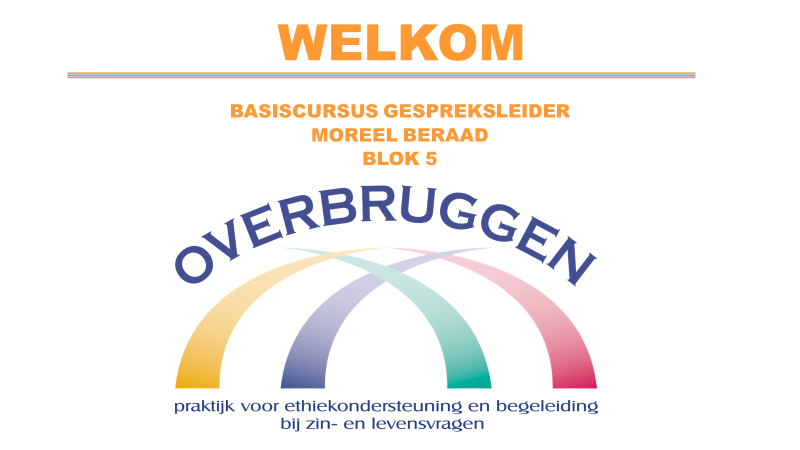 WELKOM
BASISCURSUS GESPREKSLEIDER
MOREEL BERAAD
BLOK 5
OVERBRUGGEN
praktijk voor ethiekondersteuning en begeleiding
bij zin- en levensvragen